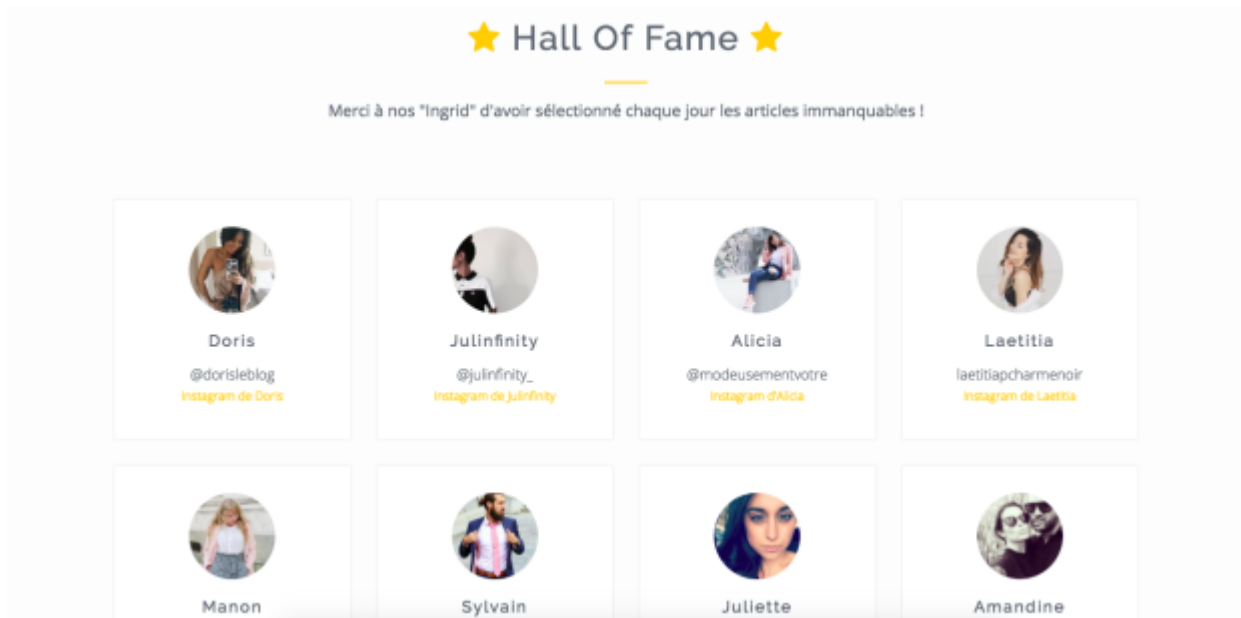 Hall Of Fame
Merci à nos "Ingrid" d'avoir sélectionné chaque jour les articles immanquables !
Doris
@dorisleblog
Instagram de Doris
Julinfinity
@julinfinity_
Instagram de Julinfinity
Alicia
@modeusementvotre
Instagram d'Alicia
Laetitia
laetitiapcharmenoir
Instagram de Laetitia
Manon
Sylvain
Juliette
Amandine